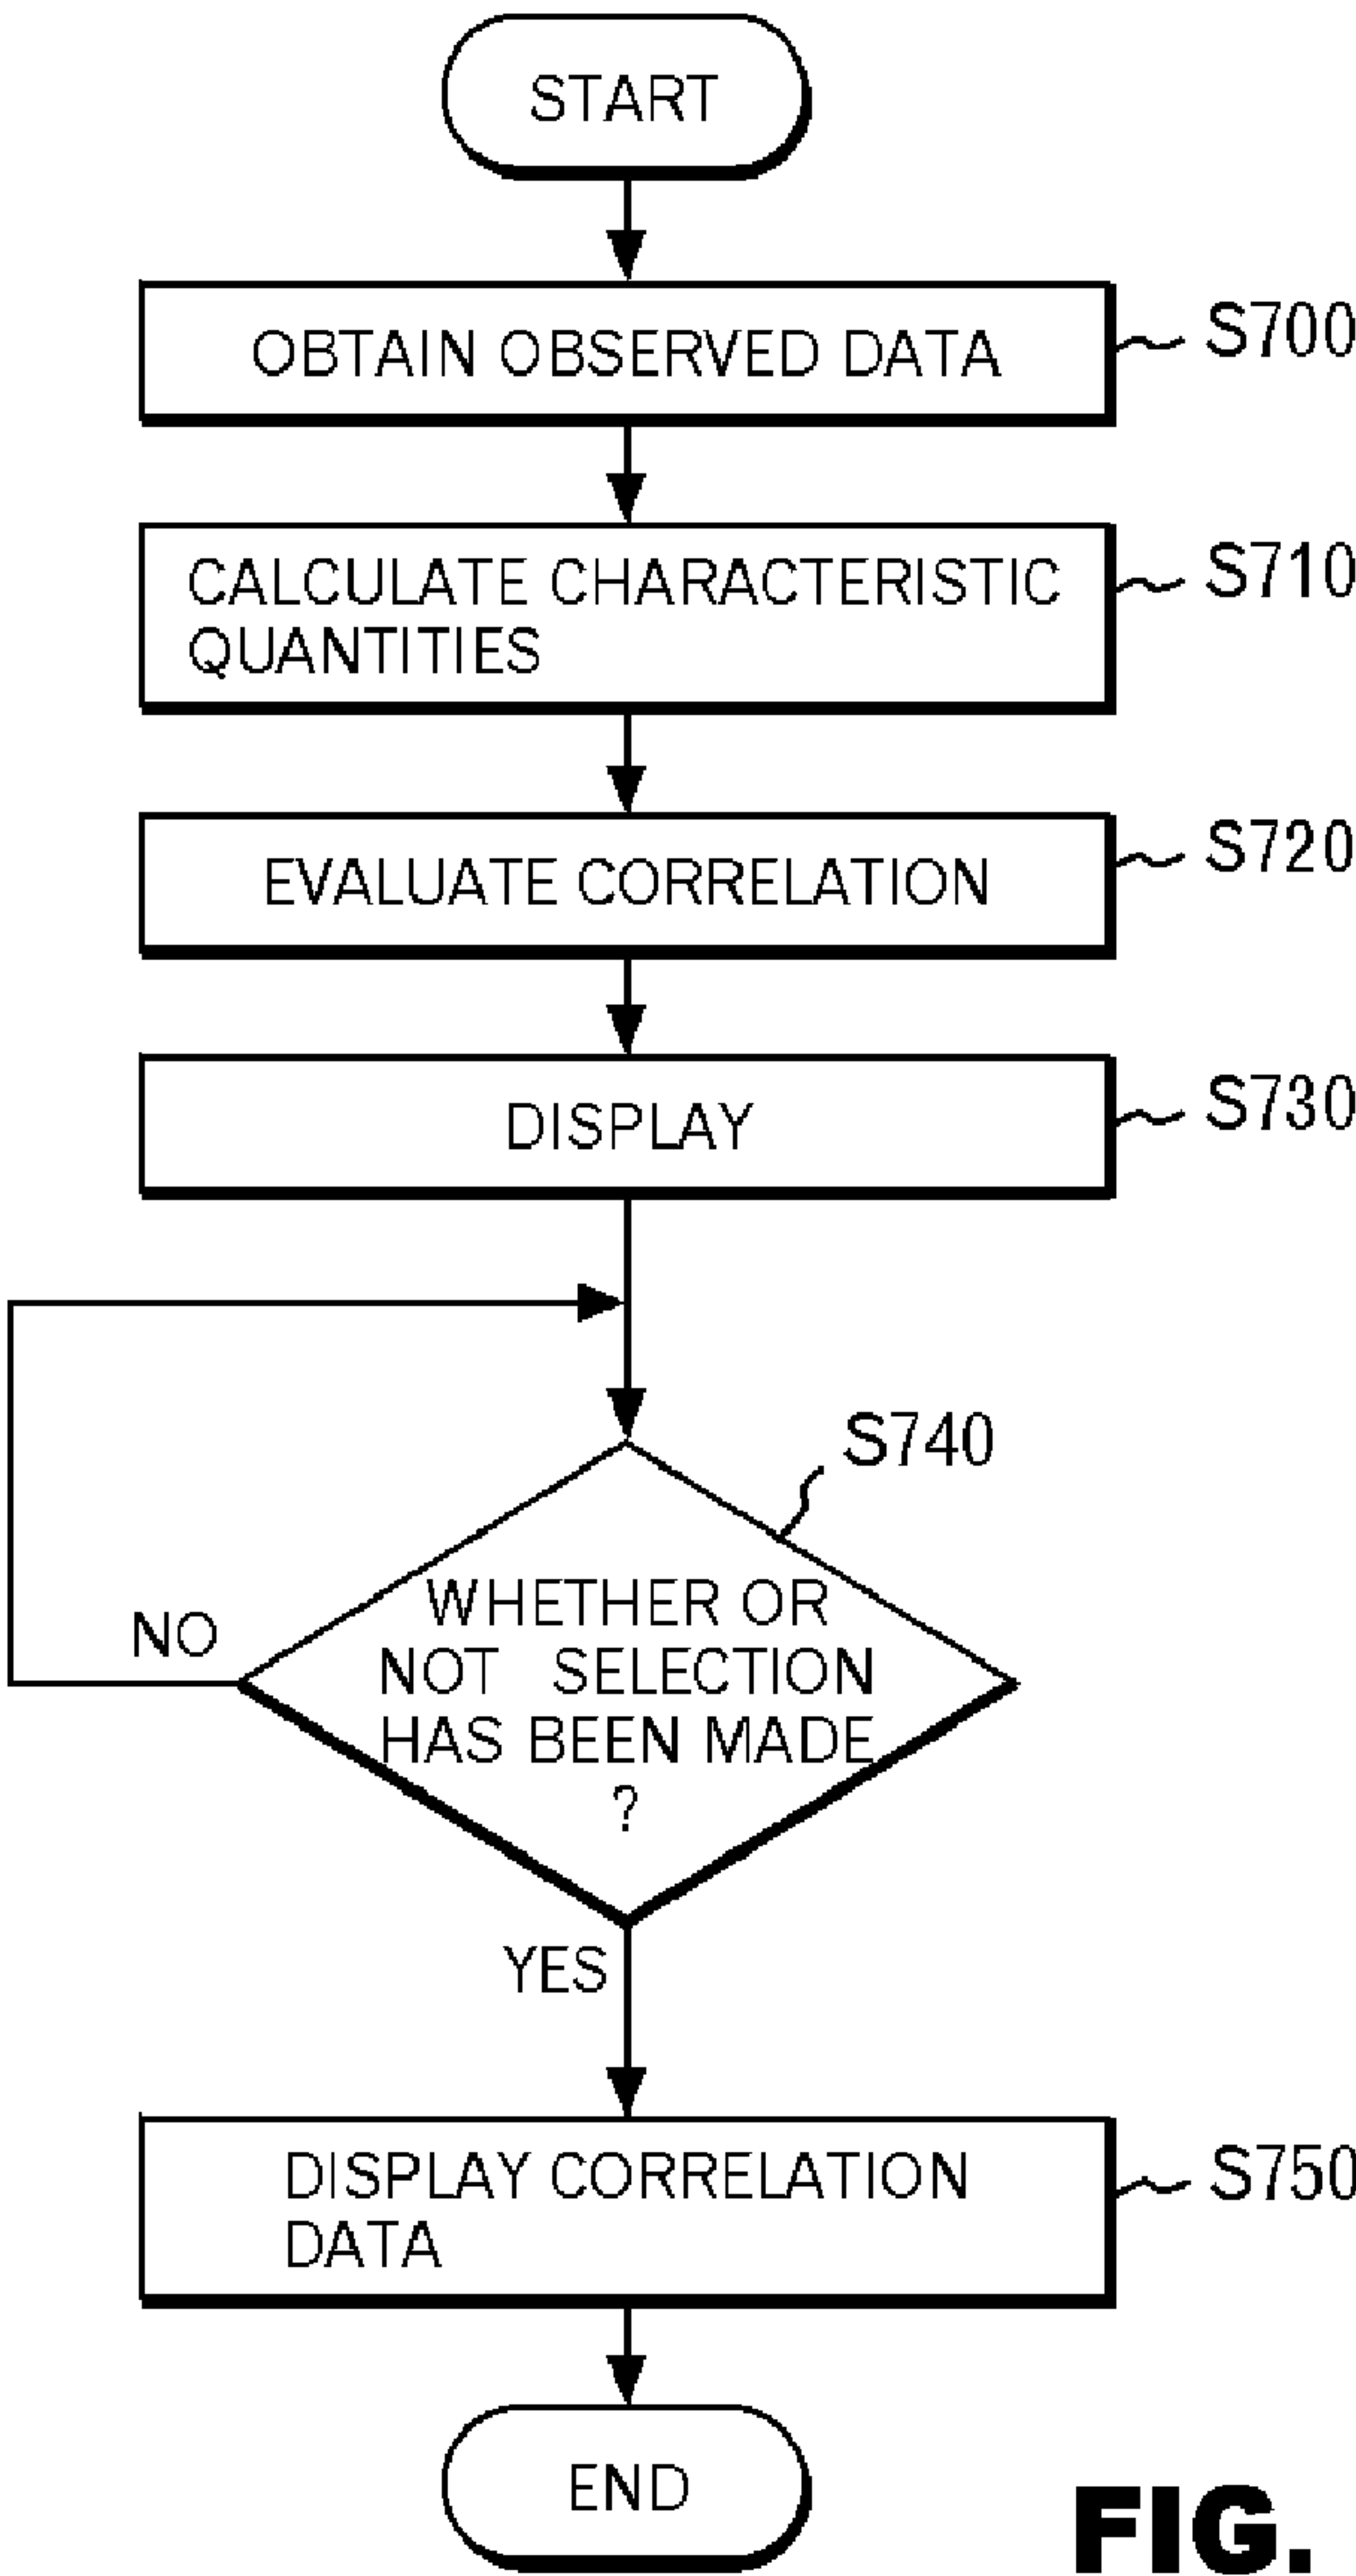 START
OBTAIN OBSERVED DATA
S700
CALCULATE CHARACTERISTIC
QUANTITIES
S710
EVALUATE CORRELATION
S720
DISPLAY
S730
S740
WHETHER OR
NOT SELECTION
HAS BEEN MADE
?
NO
YES
DISPLAY CORRELATION
DATA
S750
END
FIG.